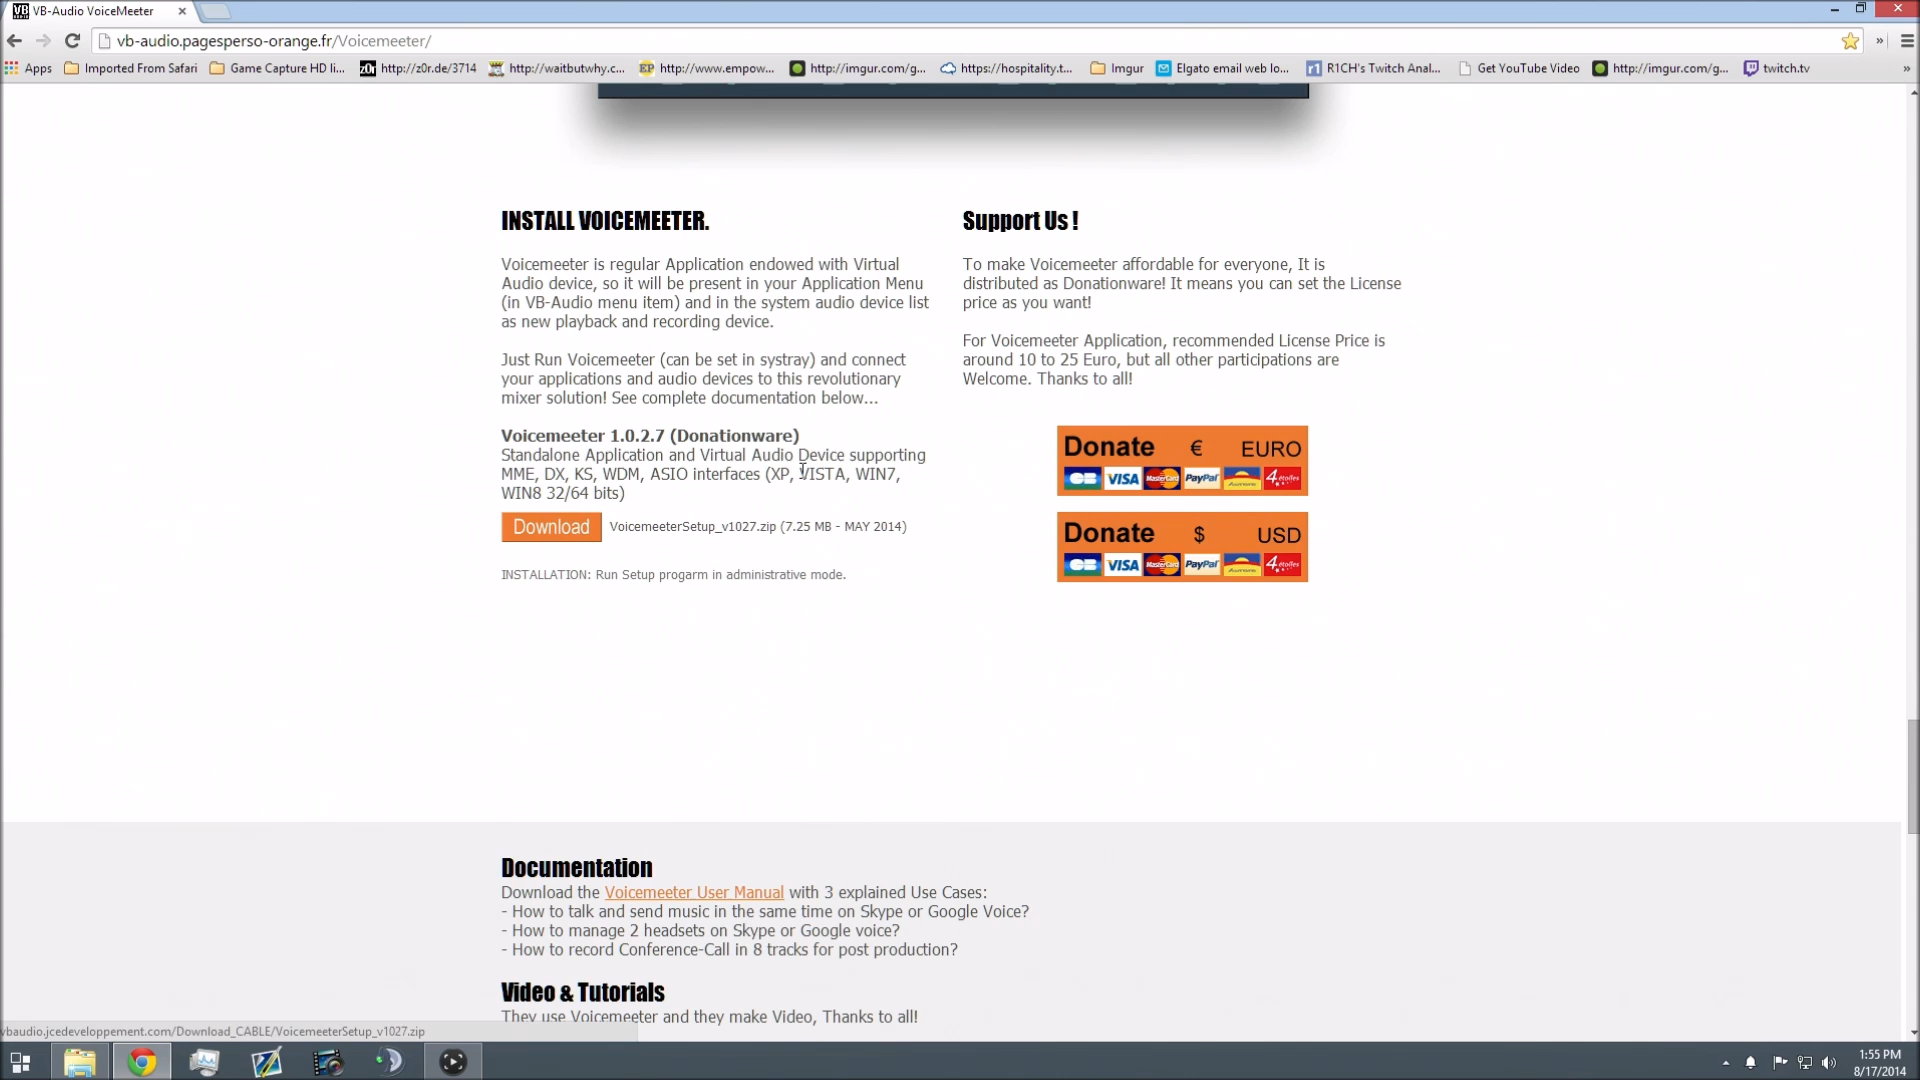 VB-Audio VoiceMeeter
vb-audio.pagesperso-orange.fr/Voicemeeter/
Apps Imported From Safari Game Capture HD li... z0r http://z0r.de/3714 http://waitbutwhy.c... EP http://www.empow... http://imgur.com/g... https://hospitality.t... Imgur Elgato email web lo... r1 R1CH's Twitch Anal... Get YouTube Video http://imgur.com/g... twitch.tv
INSTALL VOICEMEETER.
Voicemeeter is regular Application endowed with Virtual
Audio device, so it will be present in your Application Menu
(in VB-Audio menu item) and in the system audio device list
as new playback and recording device.
Just Run Voicemeeter (can be set in systray) and connect
your applications and audio devices to this revolutionary
mixer solution! See complete documentation below...
Voicemeeter 1.0.2.7 (Donationware)
Standalone Application and Virtual Audio Device supporting
MME, DX, KS, WDM, ASIO interfaces (XP, VISTA, WIN7,
WIN8 32/64 bits)
Download VoicemeeterSetup_v1027.zip (7.25 MB - MAY 2014)
INSTALLATION: Run Setup progarm in administrative mode.
Support Us !
To make Voicemeeter affordable for everyone, It is
distributed as Donationware! It means you can set the License
price as you want!
For Voicemeeter Application, recommended License Price is
around 10 to 25 Euro, but all other participations are
Welcome. Thanks to all!
Donate € EURO
CB VISA MasterCard PayPal Aurore 4étoiles
Donate $ USD
CB VISA MasterCard PayPal Aurore 4étoiles
Documentation
Download the Voicemeeter User Manual with 3 explained Use Cases:
- How to talk and send music in the same time on Skype or Google Voice?
- How to manage 2 headsets on Skype or Google voice?
- How to record Conference-Call in 8 tracks for post production?
Video & Tutorials
They use Voicemeeter and they make Video, Thanks to all!
vbaudio.jcedeveloppement.com/Download_CABLE/VoicemeeterSetup_v1027.zip
1:55 PM
8/17/2014